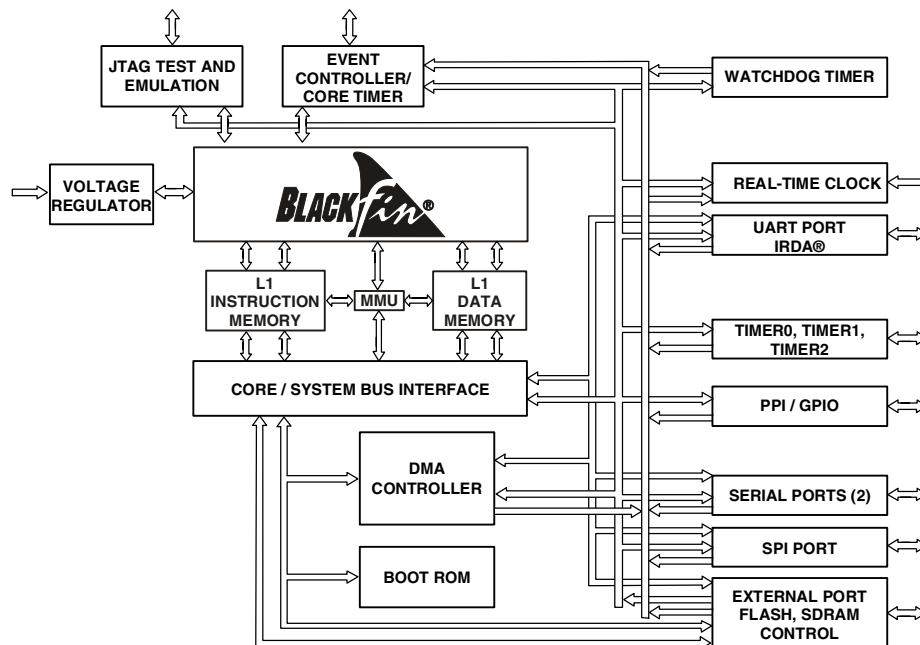 JTAG TEST AND
EMULATION
EVENT
CONTROLLER/
CORE TIMER
WATCHDOG TIMER
VOLTAGE
REGULATOR
BLACKfin®
REAL-TIME CLOCK
UART PORT
IRDA®
L1
INSTRUCTION
MEMORY
MMU
L1
DATA
MEMORY
TIMER0, TIMER1,
TIMER2
CORE / SYSTEM BUS INTERFACE
PPI / GPIO
DMA
CONTROLLER
SERIAL PORTS (2)
SPI PORT
BOOT ROM
EXTERNAL PORT
FLASH, SDRAM
CONTROL